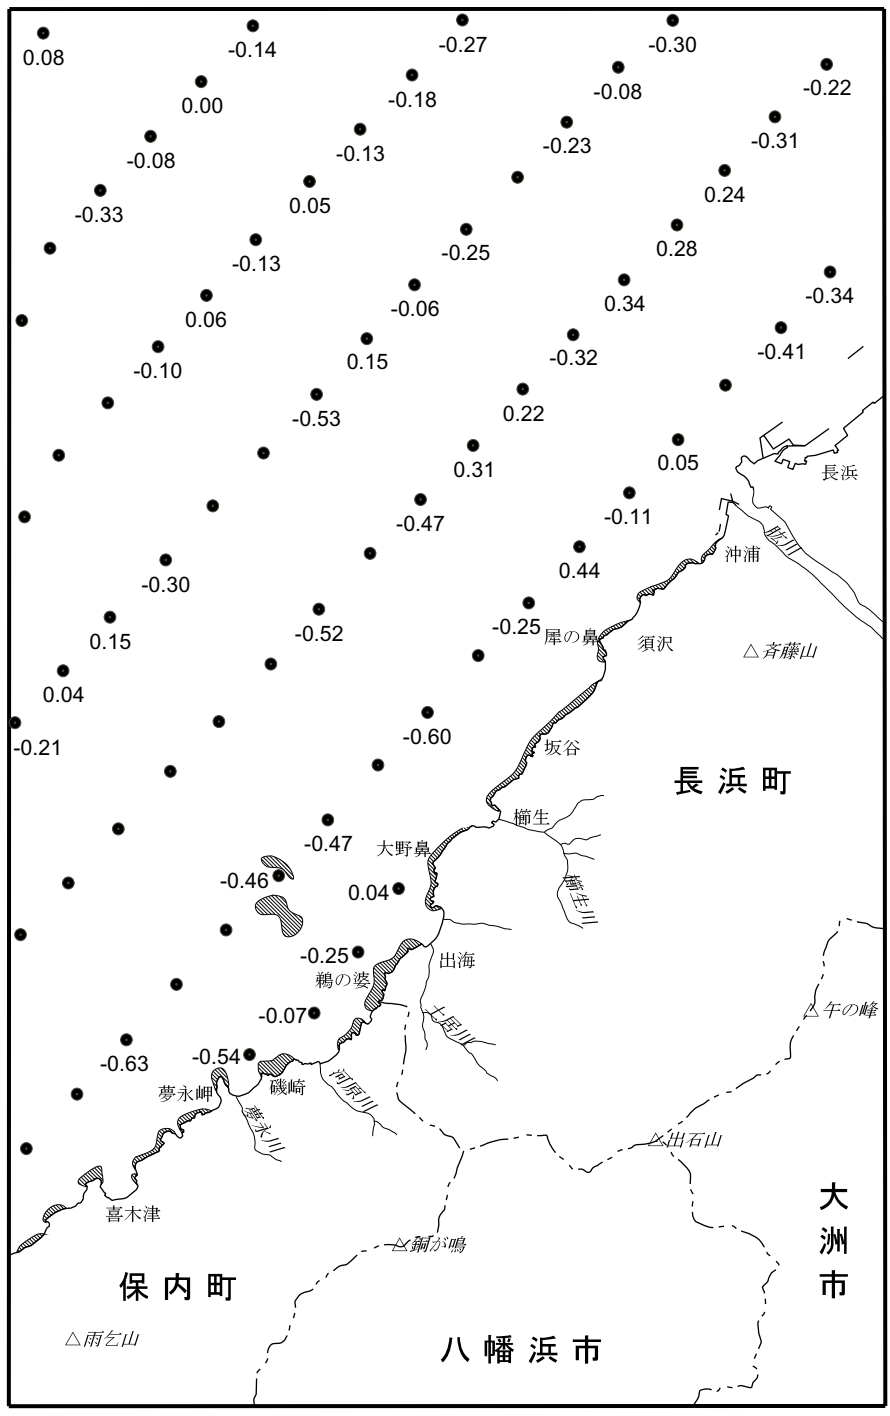 0.08
-0.14
-0.27
-0.30
0.00
-0.18
-0.08
-0.22
-0.08
-0.13
-0.23
-0.31
-0.33
0.05
0.24
-0.13
-0.25
0.28
0.06
-0.06
0.34
-0.34
-0.10
0.15
-0.32
-0.41
-0.53
0.22
0.31
0.05
長浜
-0.47
-0.11
肱川
沖浦
-0.30
0.44
0.15
-0.52
-0.25
犀の鼻
須沢
△斉藤山
0.04
-0.21
-0.60
坂谷
長浜町
櫛生
-0.47
大野鼻
-0.46
0.04
櫛生川
-0.25
出海
鵜の婆
-0.07
土居川
△午の峰
-0.63
-0.54
夢永岬
磯崎
河原川
夢永川
△出石山
喜木津
大洲市
△銅が鳴
保内町
△雨乞山
八幡浜市